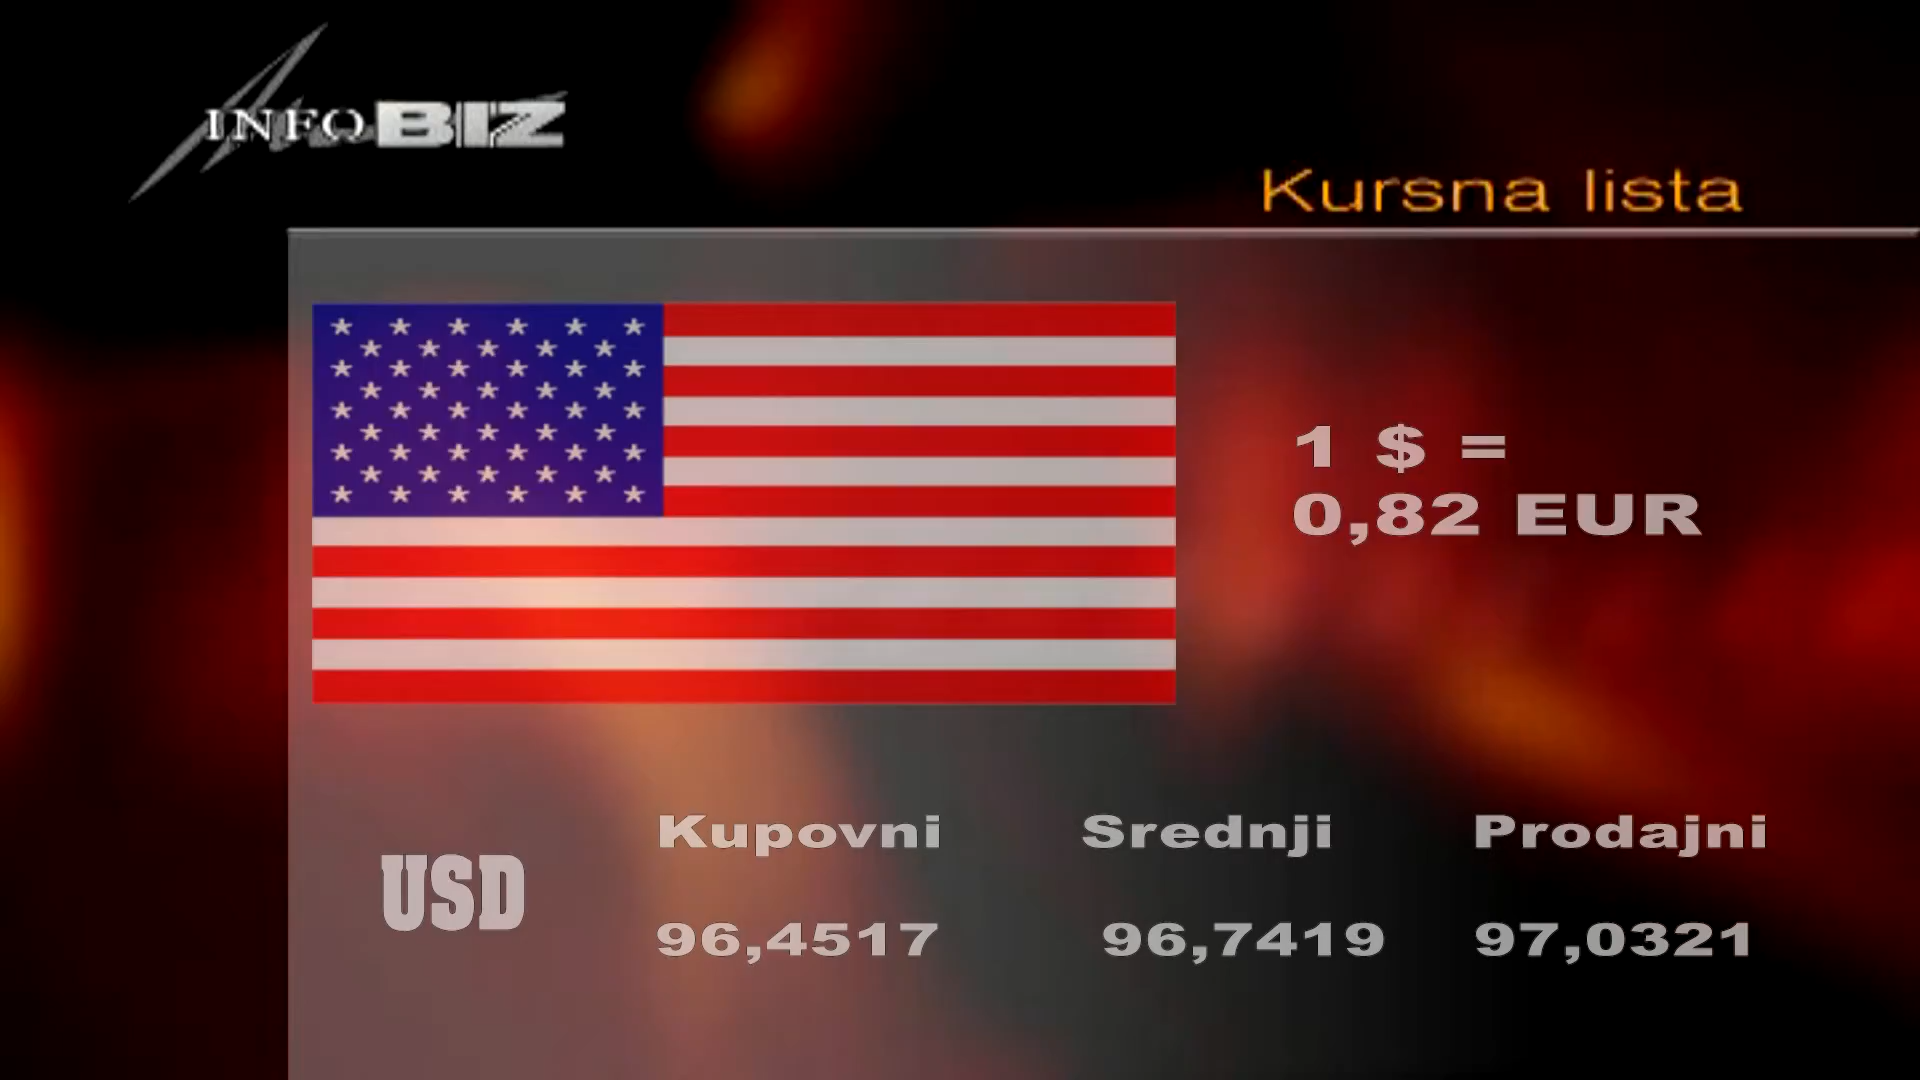 INFO BIZ
Kursna lista
1 $ =
0,82 EUR
Kupovni Srednji Prodajni
USD
96,4517 96,7419 97,0321